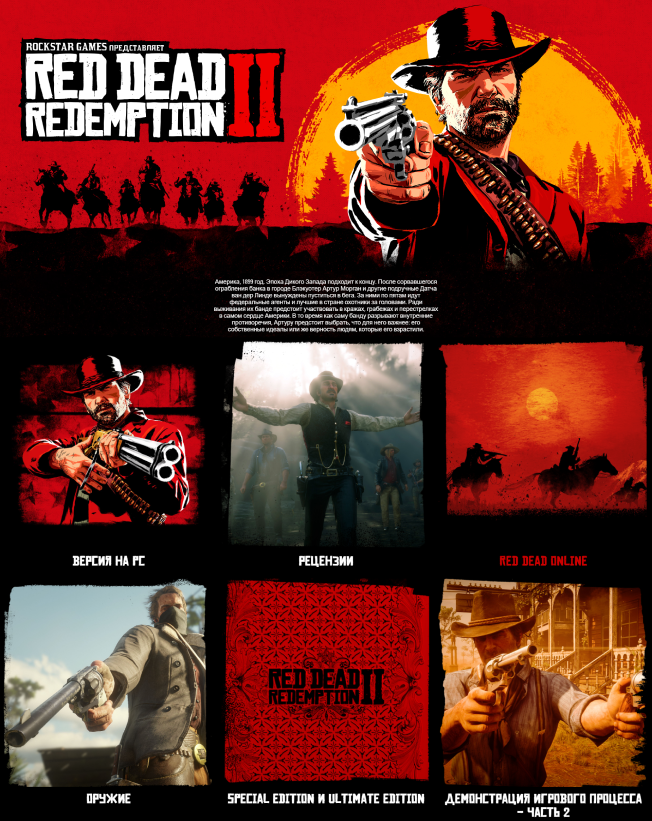 ROCKSTAR GAMES ПРЕДСТАВЛЯЕТ
RED DEAD
REDEMPTION II
Америка, 1899 год. Эпоха Дикого Запада подходит к концу. После сорвавшегося
ограбления банка в городе Блэкуотер Артур Морган и другие подручные Датча
ван дер Линде вынуждены пуститься в бега. За ними по пятам идут
федеральные агенты и лучшие в стране охотники за головами. Ради
выживания их банде предстоит участвовать в кражах, грабежах и перестрелках
в самом сердце Америки. В то время как саму банду разрывают внутренние
противоречия, Артуру предстоит выбрать, что для него важнее: его
собственные идеалы или же верность людям, которые его взрастили.
ВЕРСИЯ НА PC
РЕЦЕНЗИИ
RED DEAD ONLINE
RED DEAD
REDEMPTION II
ОРУЖИЕ
SPECIAL EDITION И ULTIMATE EDITION
ДЕМОНСТРАЦИЯ ИГРОВОГО ПРОЦЕССА
– ЧАСТЬ 2